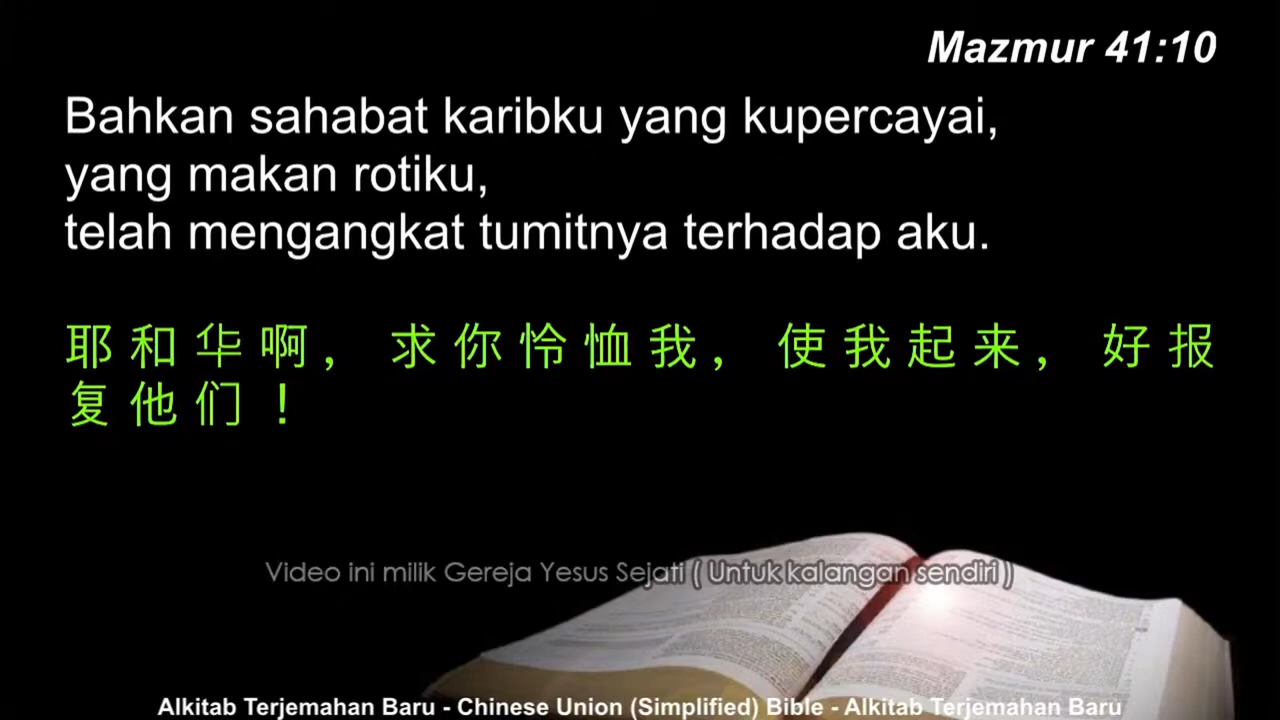 Mazmur 41:10
Bahkan sahabat karibku yang kupercayai,
yang makan rotiku,
telah mengangkat tumitnya terhadap aku.
耶和华啊，求你怜恤我，使我起来，好报
复他们！
Video ini milik Gereja Yesus Sejati ( Untuk kalangan sendiri )
Alkitab Terjemahan Baru - Chinese Union (Simplified) Bible - Alkitab Terjemahan Baru